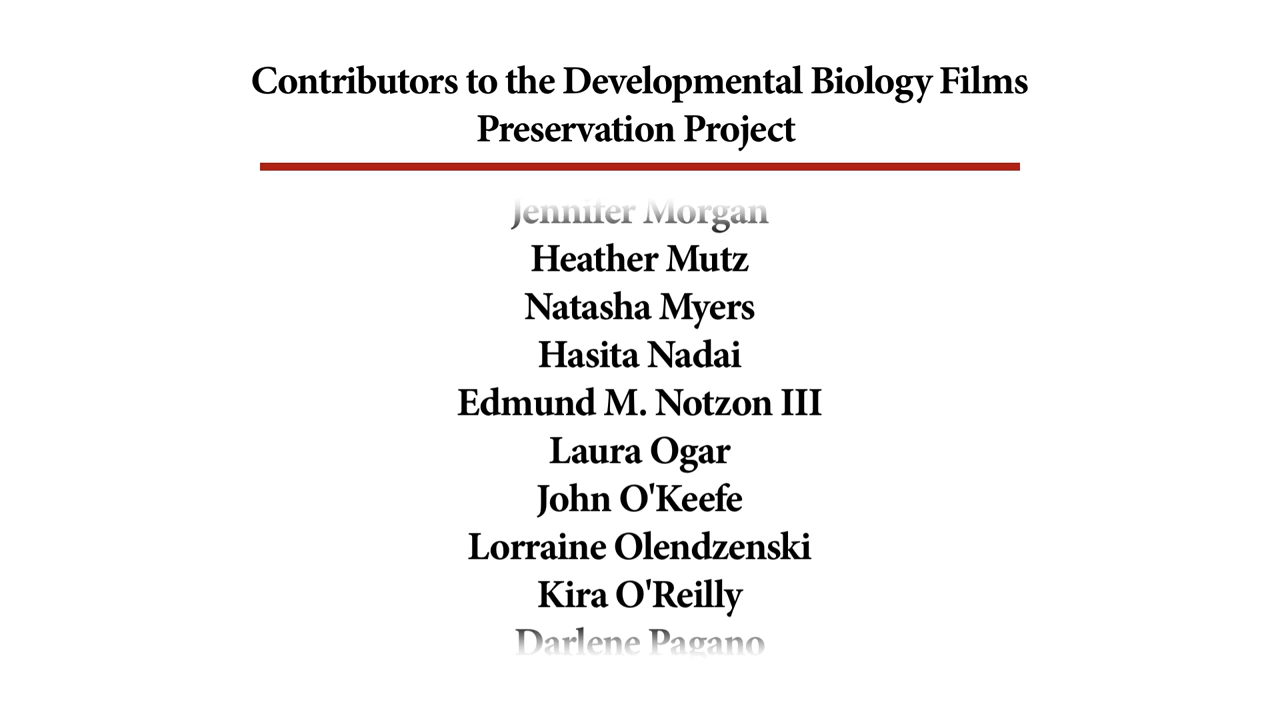 Contributors to the Developmental Biology Films
Preservation Project
Jennifer Morgan
Heather Mutz
Natasha Myers
Hasita Nadai
Edmund M. Notzon III
Laura Ogar
John O'Keefe
Lorraine Olendzenski
Kira O'Reilly
Darlene Pagano